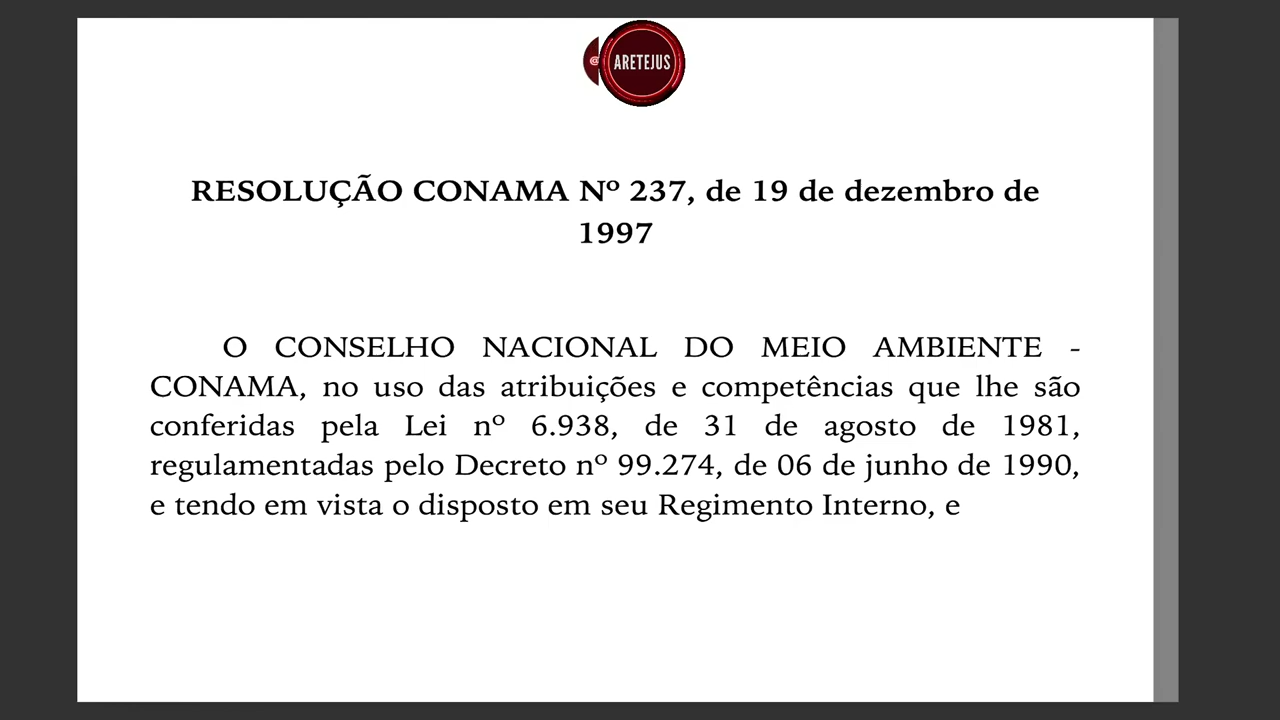 @ ARETEJUS
RESOLUÇÃO CONAMA Nº 237, de 19 de dezembro de
1997
O CONSELHO NACIONAL DO MEIO AMBIENTE -
CONAMA, no uso das atribuições e competências que lhe são
conferidas pela Lei nº 6.938, de 31 de agosto de 1981,
regulamentadas pelo Decreto nº 99.274, de 06 de junho de 1990,
e tendo em vista o disposto em seu Regimento Interno, e